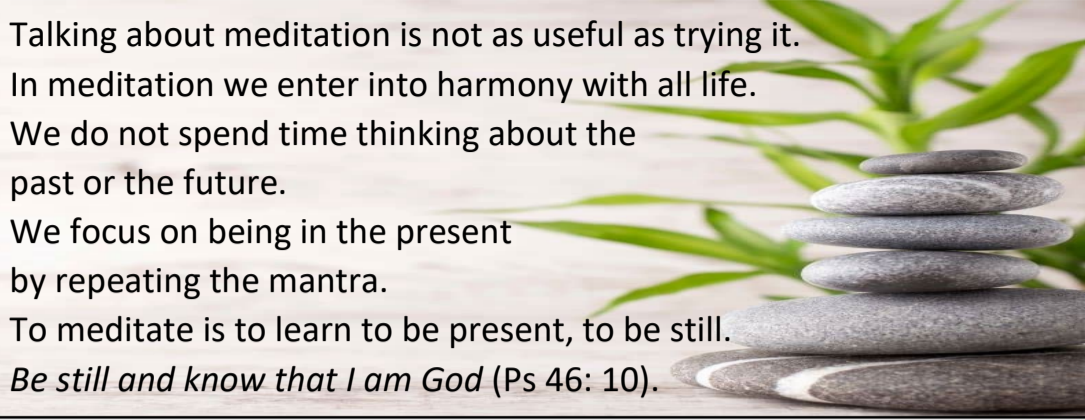 Talking about meditation is not as useful as trying it.
In meditation we enter into harmony with all life.
We do not spend time thinking about the
past or the future.
We focus on being in the present
by repeating the mantra.
To meditate is to learn to be present, to be still.
Be still and know that I am God (Ps 46: 10).